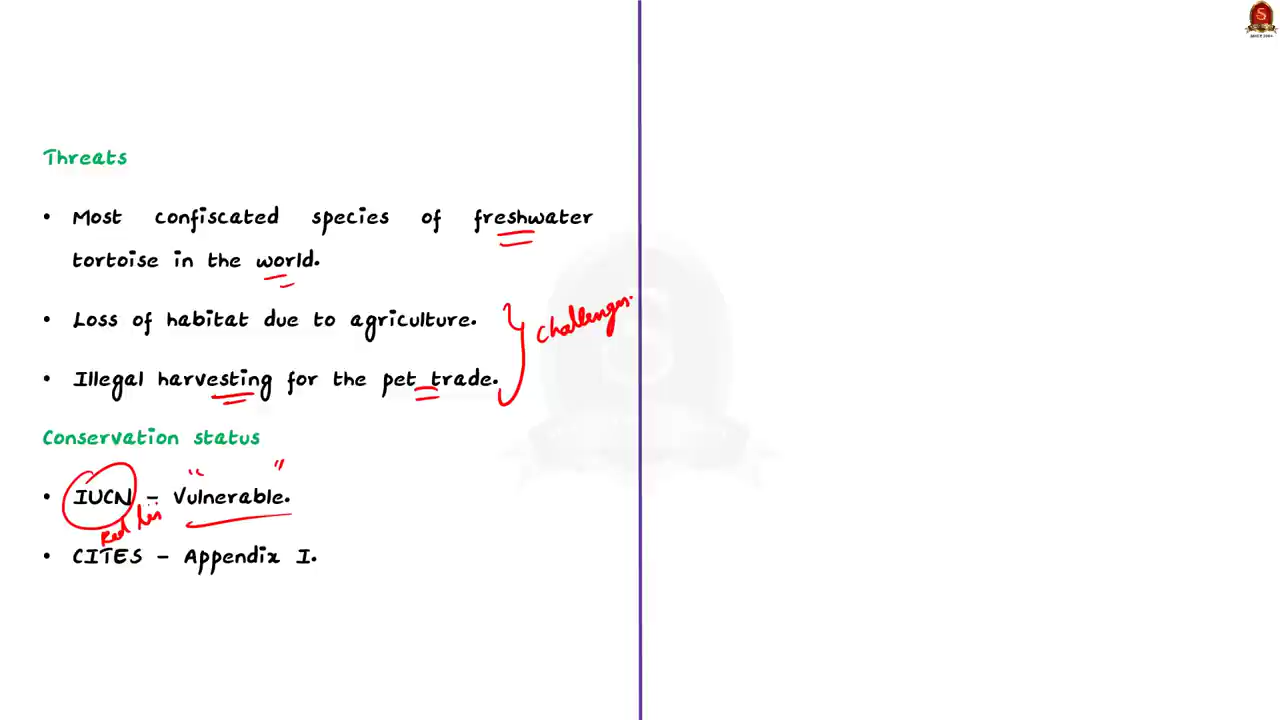 Threats
• Most confiscated species of freshwater
tortoise in the world.
• Loss of habitat due to agriculture.
challenges.
• Illegal harvesting for the pet trade.
Conservation status
• IUCN - "Vulnerable."
Red
• CITES - Appendix I.
S